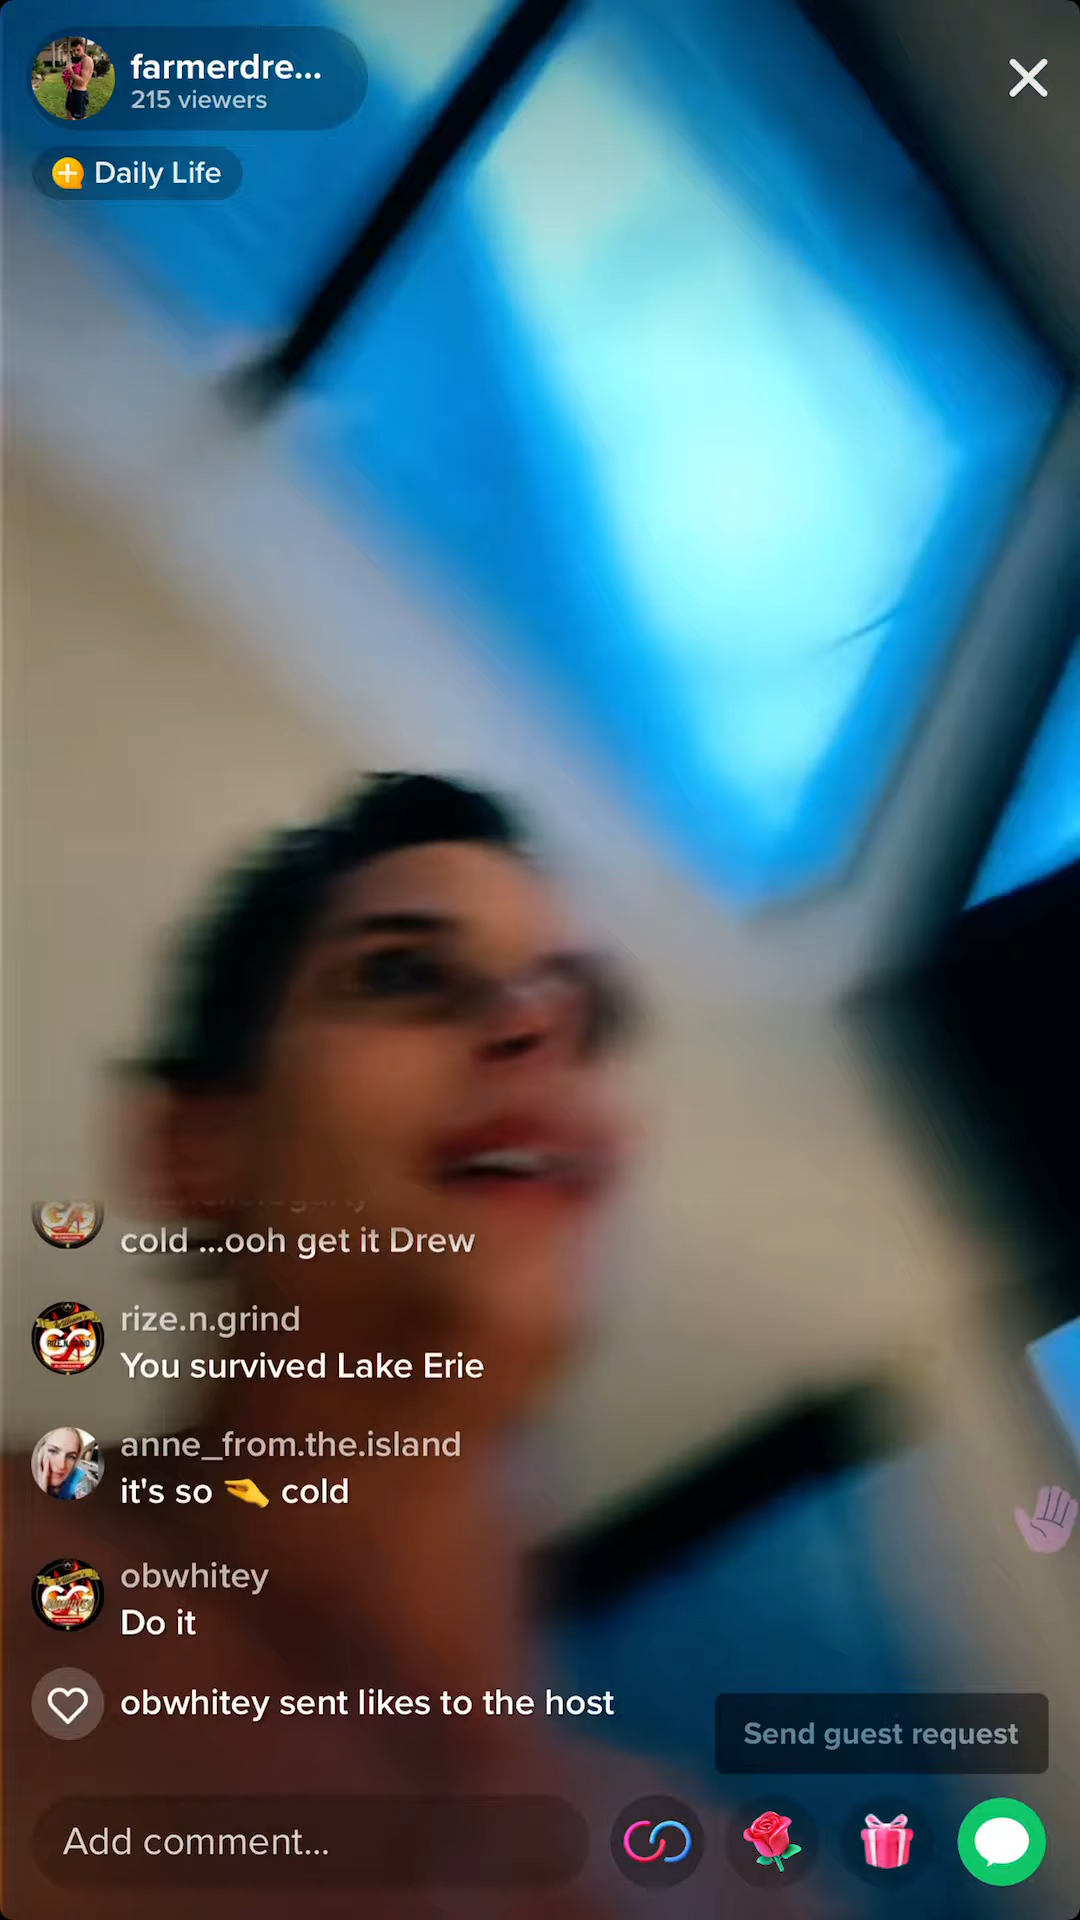 farmerdre...
215 viewers
Daily Life
cold ...ooh get it Drew
rize.n.grind
You survived Lake Erie
anne_from.the.island
it's so 🤏 cold
obwhitey
Do it
obwhitey sent likes to the host
Send guest request
Add comment...